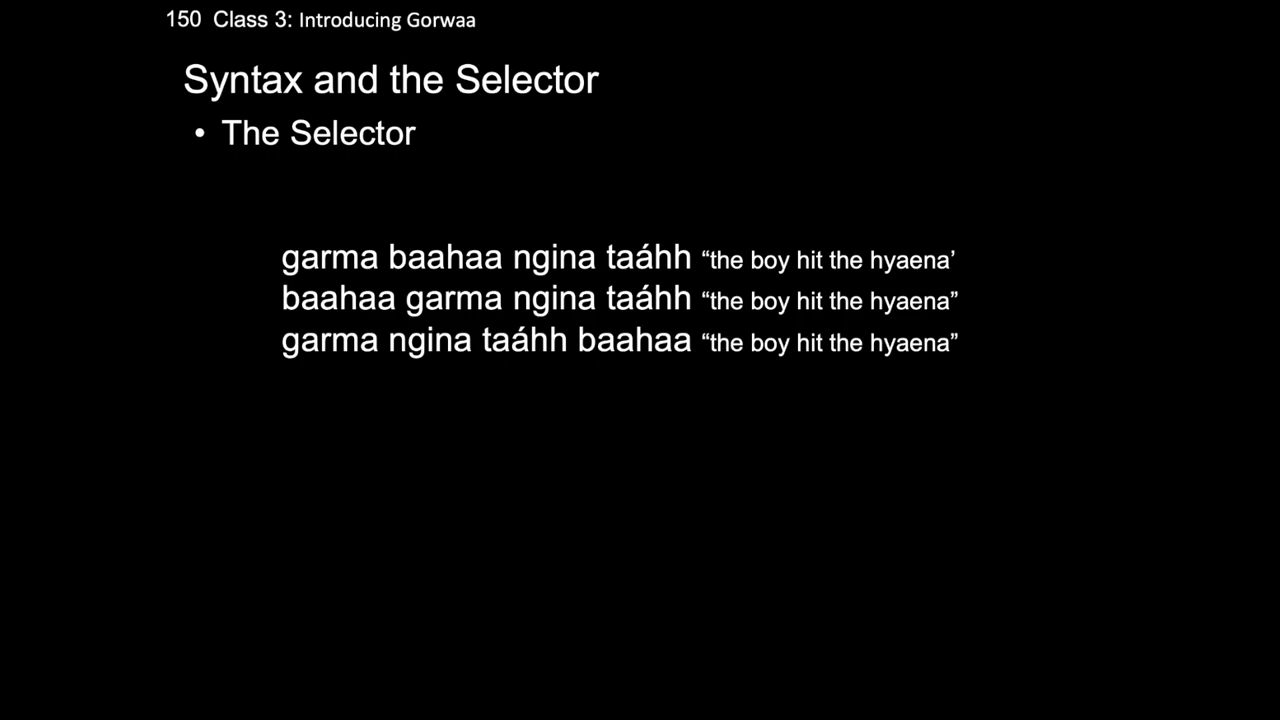 150 Class 3: Introducing Gorwaa
Syntax and the Selector
• The Selector
garma baahaa ngina taáhh “the boy hit the hyaena’
baahaa garma ngina taáhh “the boy hit the hyaena”
garma ngina taáhh baahaa “the boy hit the hyaena”